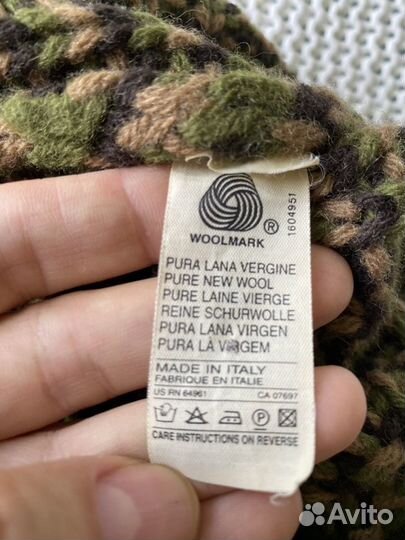 WOOLMARK
®
1604951
PURA LANA VERGINE
PURE NEW WOOL
PURE LAINE VIERGE
REINE SCHURWOLLE
PURA LANA VIRGEN
PURA LÃ VIRGEM
MADE IN ITALY
FABRIQUE EN ITALIE
US RN 64961 CA 07697
P
CARE INSTRUCTIONS ON REVERSE
Avito